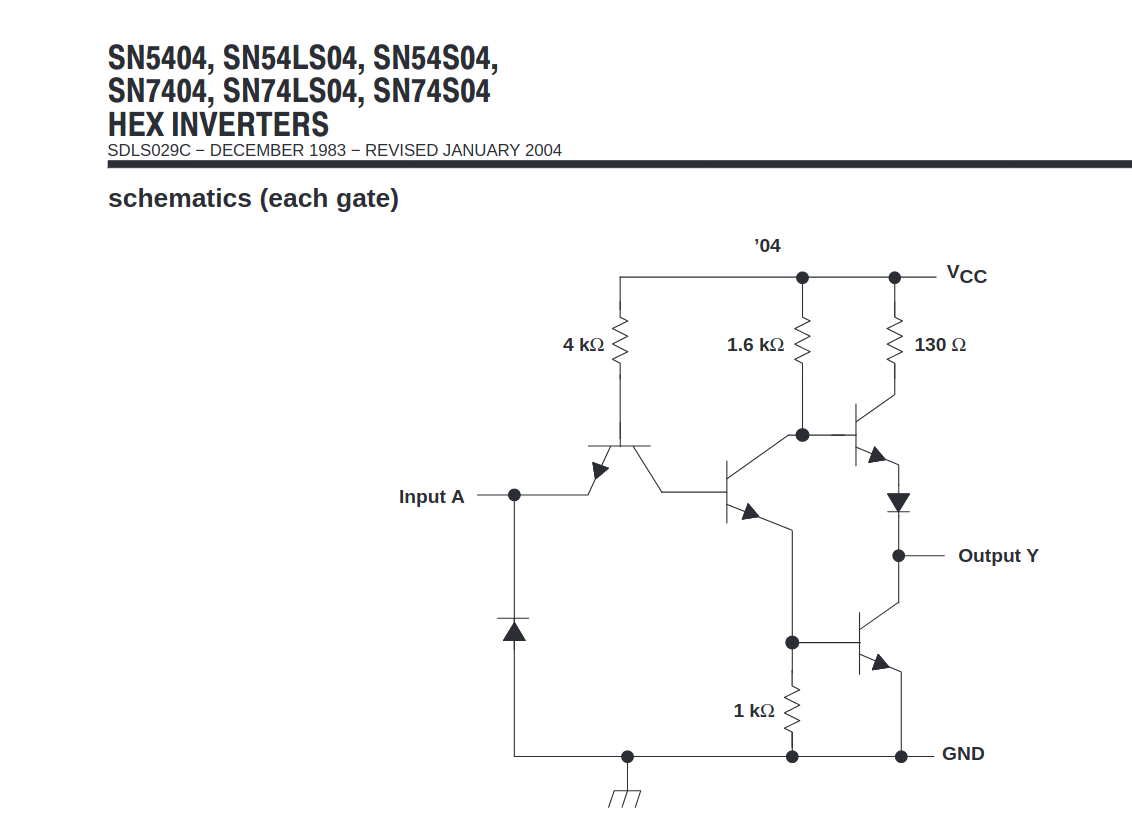 SN5404, SN54LS04, SN54S04,
SN7404, SN74LS04, SN74S04
HEX INVERTERS
SDLS029C − DECEMBER 1983 − REVISED JANUARY 2004
schematics (each gate)
’04
VCC
4 kΩ
1.6 kΩ
130 Ω
Input A
Output Y
1 kΩ
GND